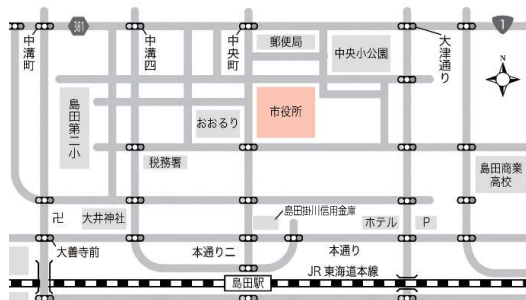 381
1
中溝町
中溝四
中央町
郵便局
中央小公園
大津通り
島田第二小
おおるり
市役所
税務署
島田商業
高校
卍
大井神社
島田掛川信用金庫
ホテル
P
大善寺前
本通り二
本通り
JR 東海道本線
島田駅
N